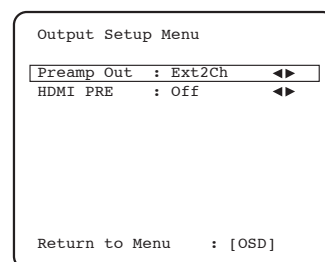 Output Setup Menu
Preamp Out : Ext2Ch ◄►
HDMI PRE : Off ◄►
Return to Menu : [OSD]